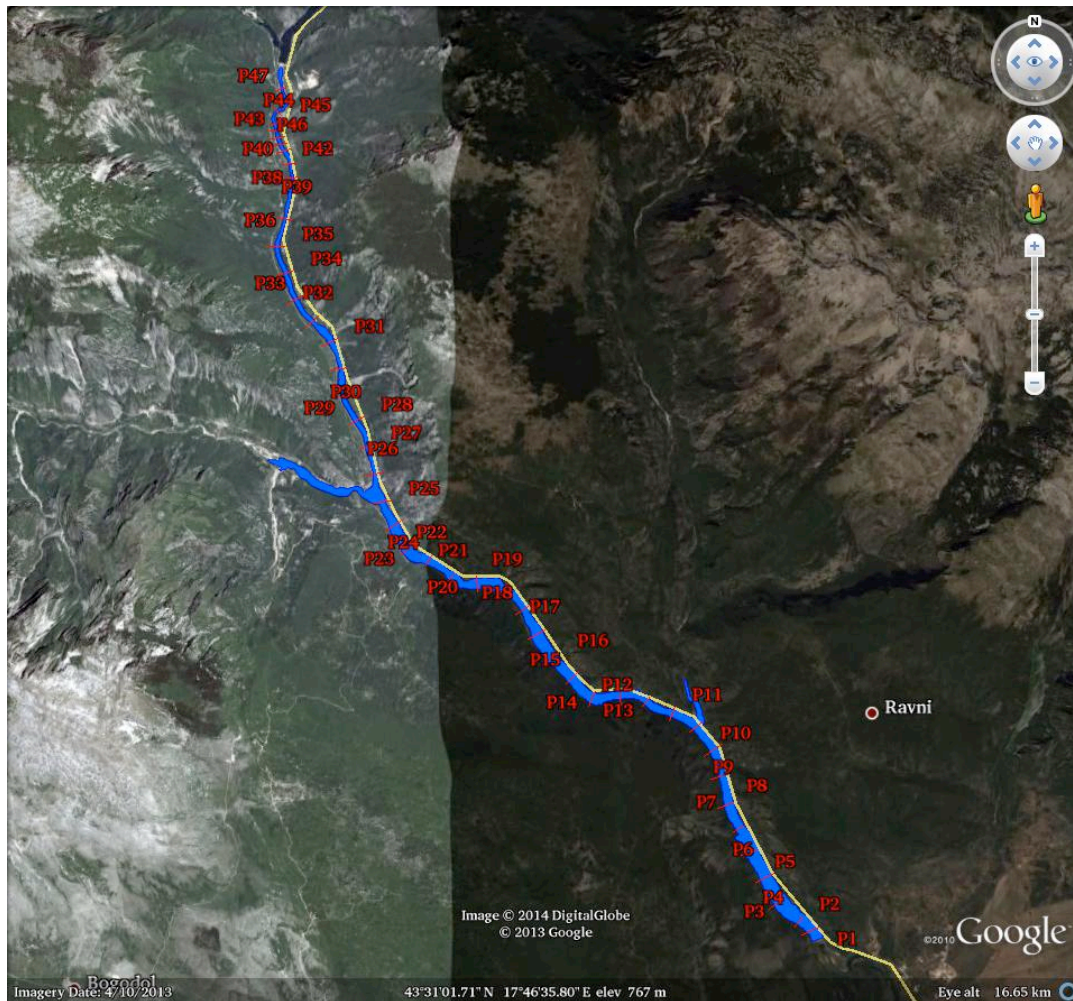 N
P47
P44
P45
P43
P46
P40
P42
P38
P39
P36
P35
P34
P33
P32
P31
P30
P29
P28
P27
P26
P25
P22
P24
P21
P23
P19
P20
P18
P17
P16
P15
P12
P14
P13
P11
Ravni
P10
P9
P8
P7
P6
P5
P4
P3
P2
P1
Image © 2014 DigitalGlobe
© 2013 Google
©2010 Google
Bogodol
Imagery Date: 4/10/2013 43°31'01.71" N 17°46'35.80" E elev 767 m Eye alt 16.65 km